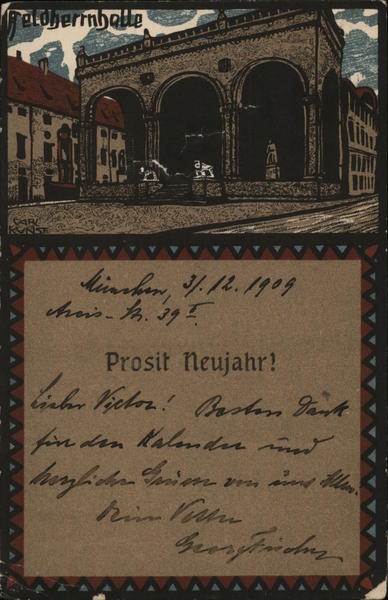 Feldherrnhalle
CARL
KUNST
München, 31.12.1909
Arcis-Str. 39 I
Prosit Neujahr!
Lieber Victor! Besten Dank
für den Kalender und
herzliche Grüsse von uns Allen.
Dein Vetter
Georg Fischer